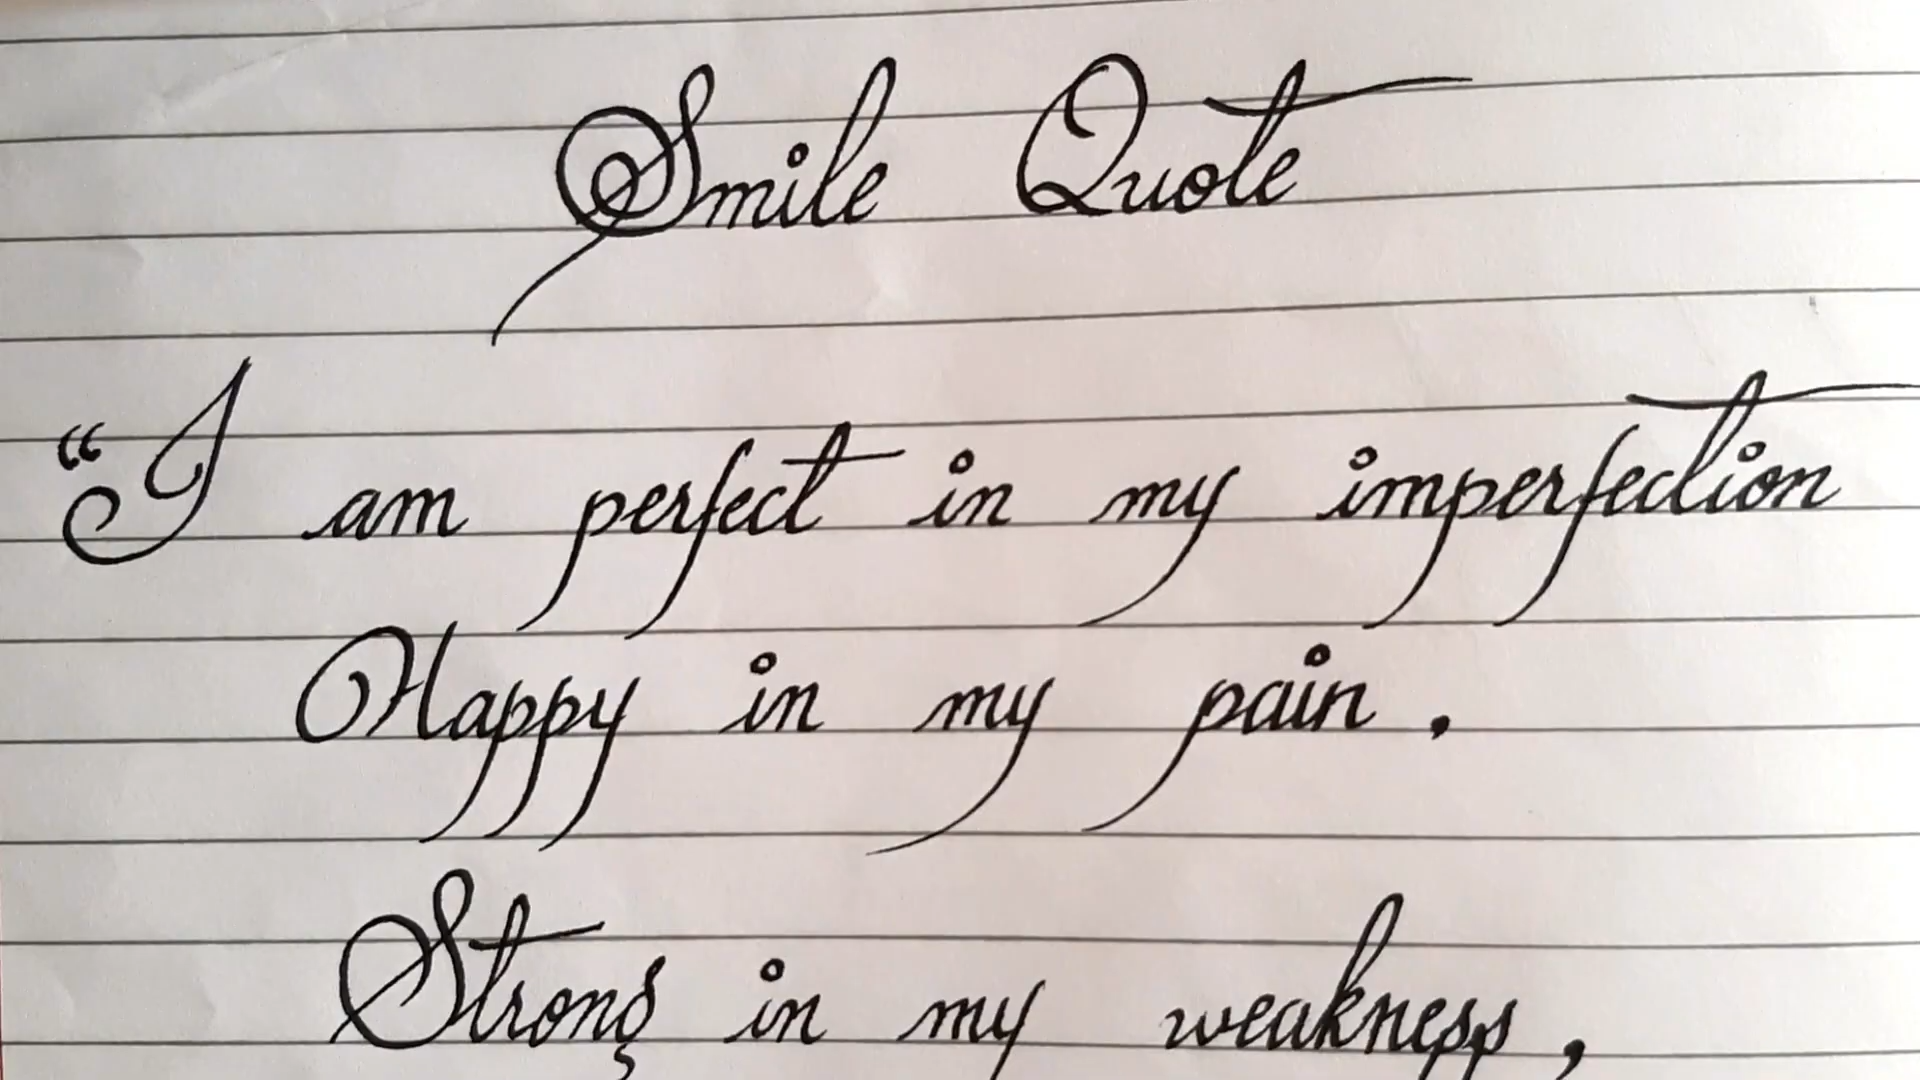 Smile Quote
“I am perfect in my imperfection
Happy in my pain.
Strong in my weakness,